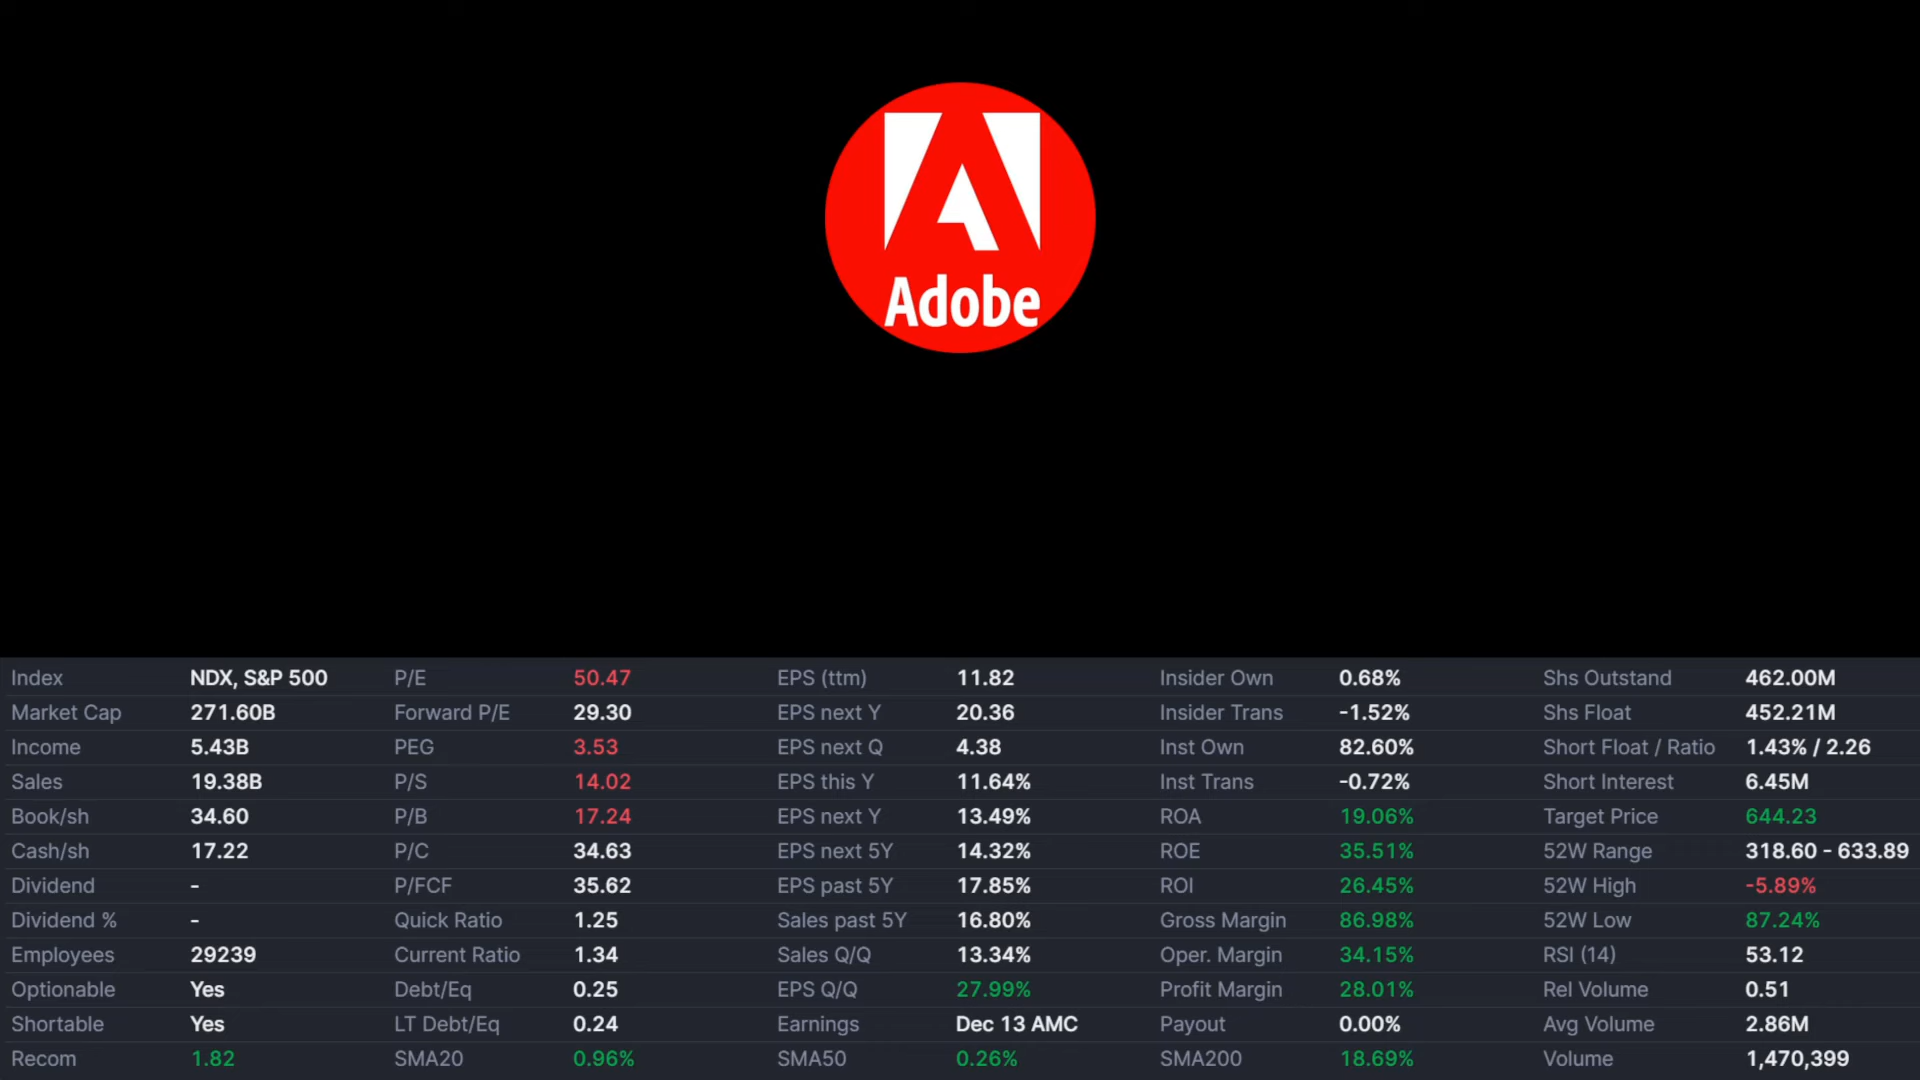 Adobe
Index NDX, S&P 500 P/E 50.47 EPS (ttm) 11.82 Insider Own 0.68% Shs Outstand 462.00M
Market Cap 271.60B Forward P/E 29.30 EPS next Y 20.36 Insider Trans -1.52% Shs Float 452.21M
Income 5.43B PEG 3.53 EPS next Q 4.38 Inst Own 82.60% Short Float / Ratio 1.43% / 2.26
Sales 19.38B P/S 14.02 EPS this Y 11.64% Inst Trans -0.72% Short Interest 6.45M
Book/sh 34.60 P/B 17.24 EPS next Y 13.49% ROA 19.06% Target Price 644.23
Cash/sh 17.22 P/C 34.63 EPS next 5Y 14.32% ROE 35.51% 52W Range 318.60 - 633.89
Dividend - P/FCF 35.62 EPS past 5Y 17.85% ROI 26.45% 52W High -5.89%
Dividend % - Quick Ratio 1.25 Sales past 5Y 16.80% Gross Margin 86.98% 52W Low 87.24%
Employees 29239 Current Ratio 1.34 Sales Q/Q 13.34% Oper. Margin 34.15% RSI (14) 53.12
Optionable Yes Debt/Eq 0.25 EPS Q/Q 27.99% Profit Margin 28.01% Rel Volume 0.51
Shortable Yes LT Debt/Eq 0.24 Earnings Dec 13 AMC Payout 0.00% Avg Volume 2.86M
Recom 1.82 SMA20 0.96% SMA50 0.26% SMA200 18.69% Volume 1,470,399